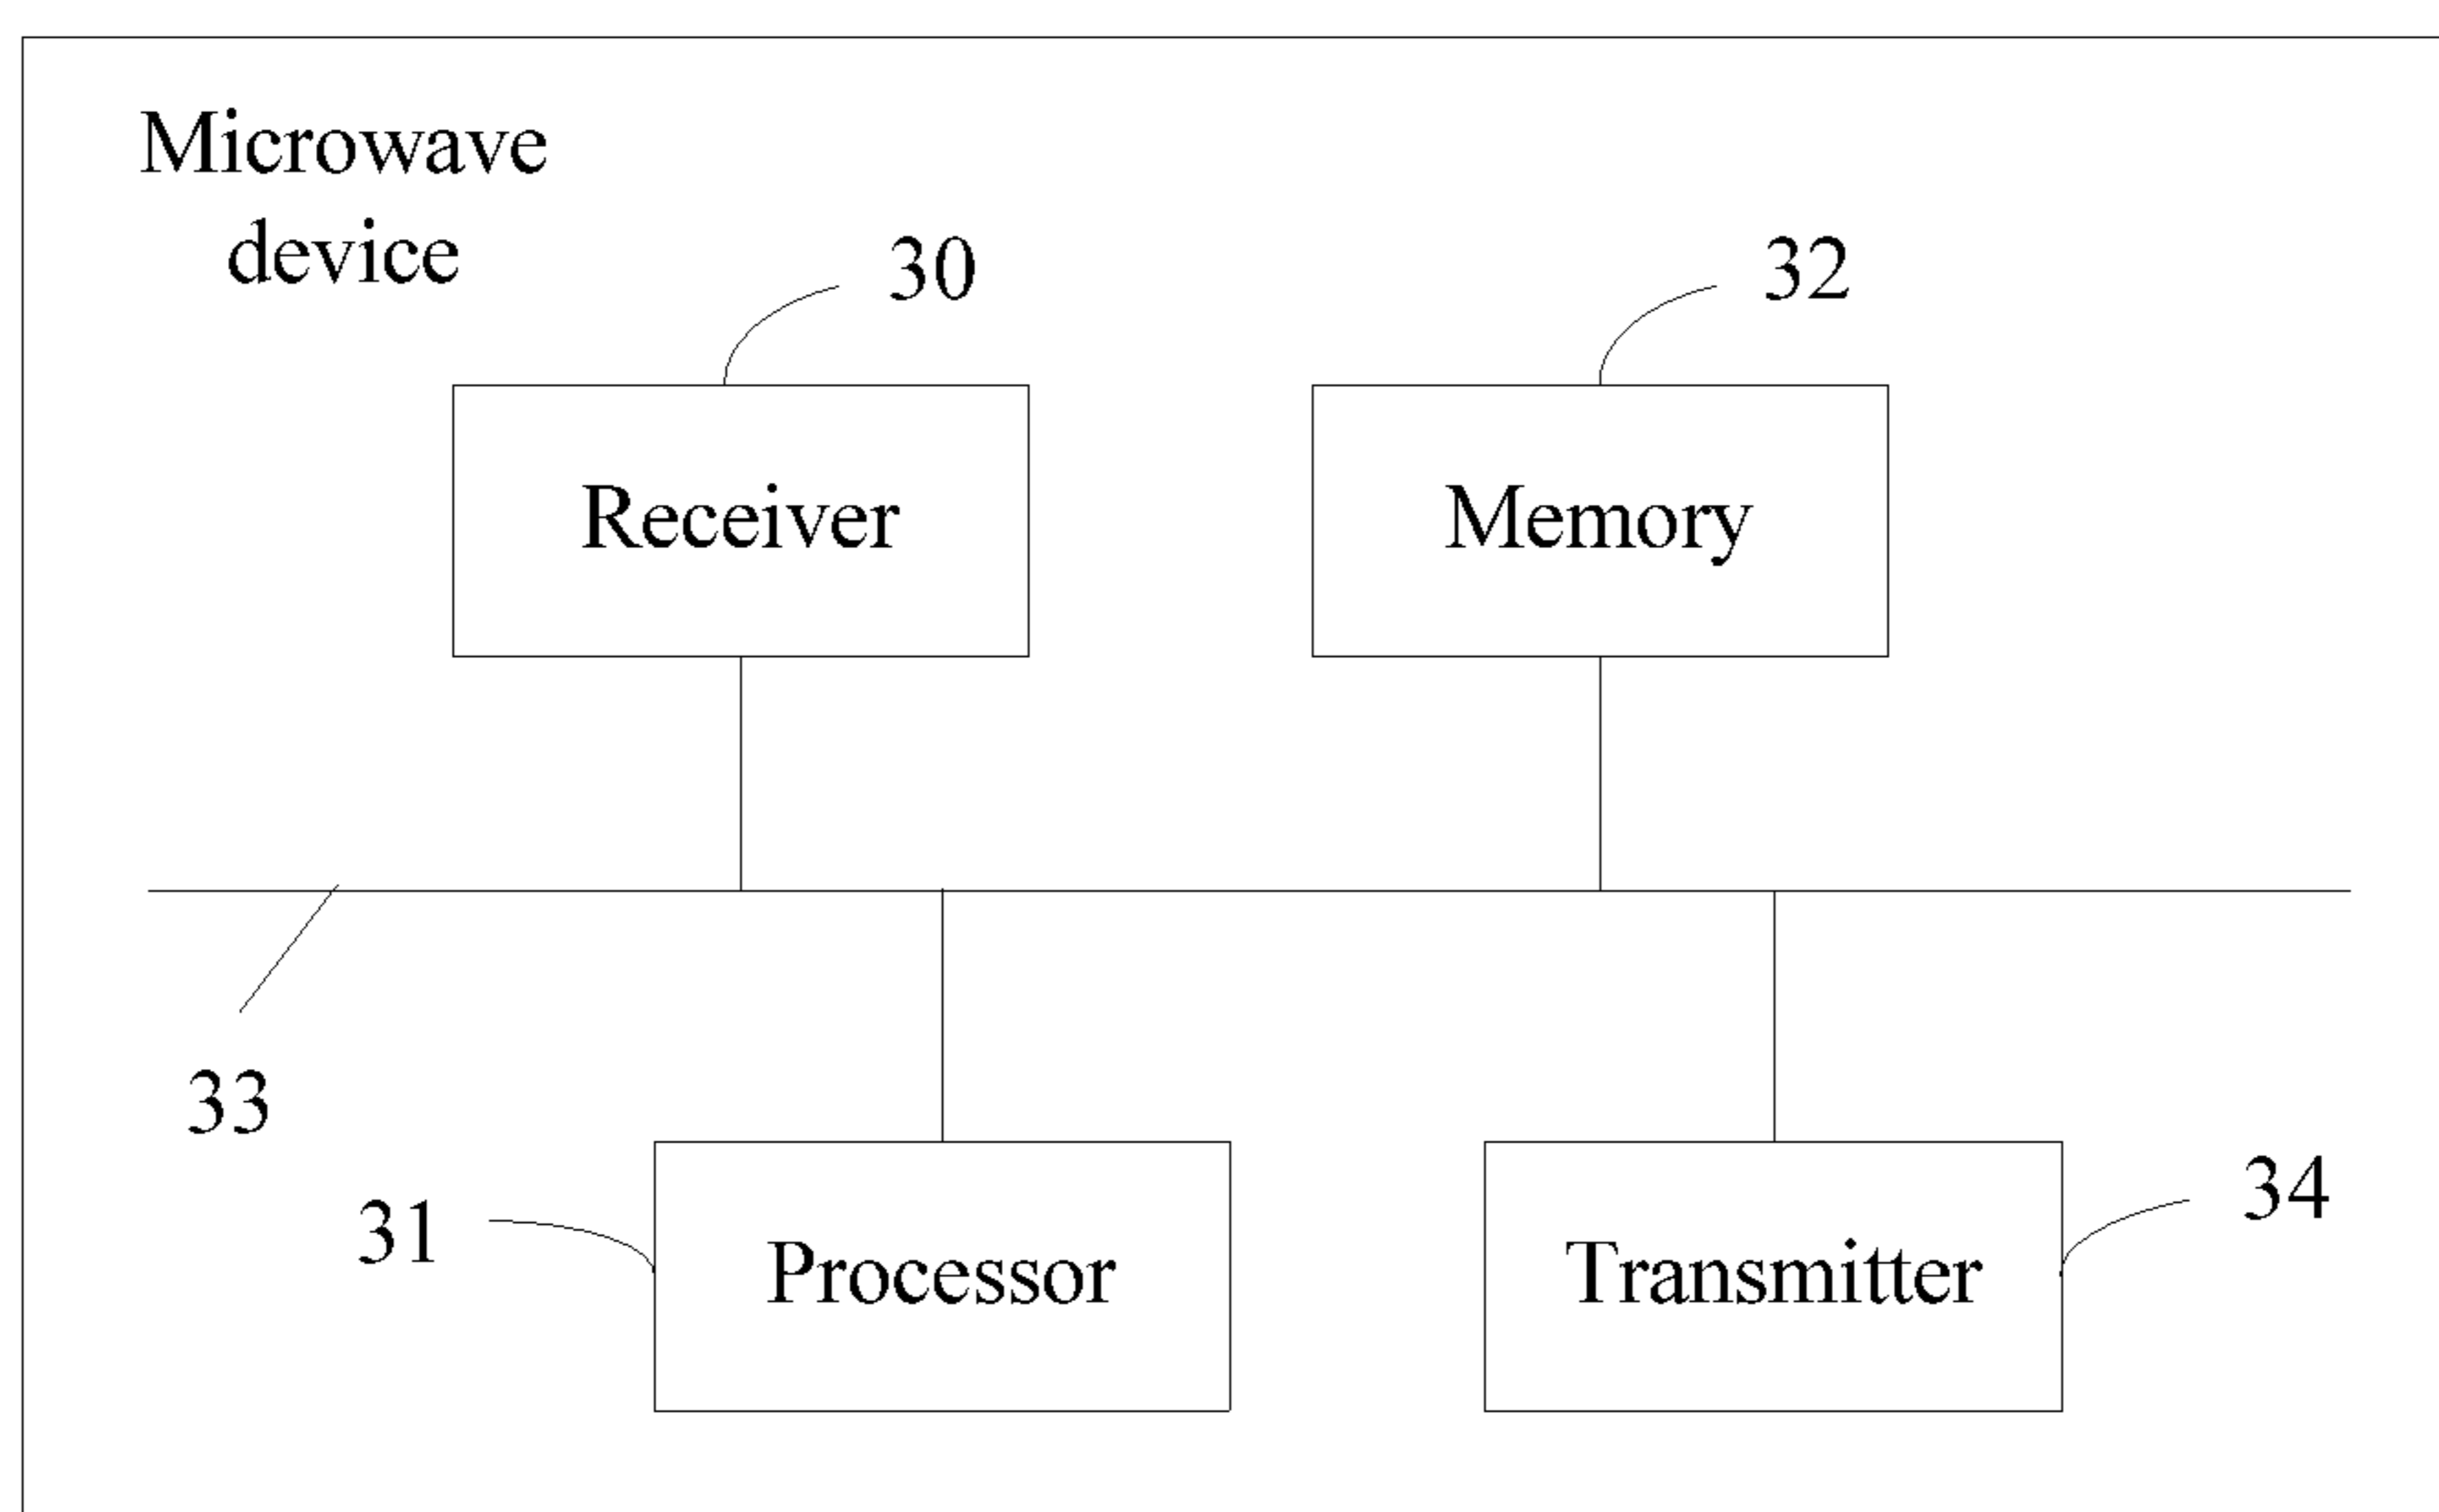 Microwave
device
30
32
Receiver
Memory
33
31
34
Processor
Transmitter